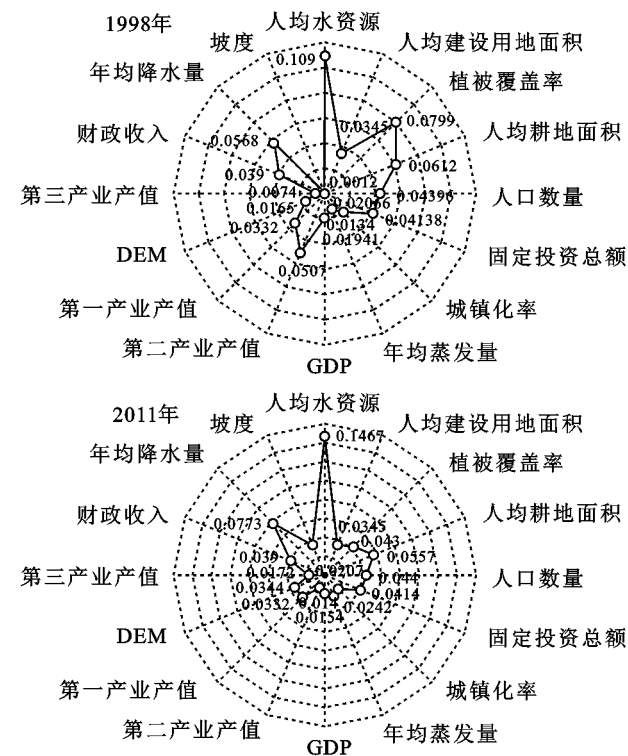 1998年
人均水资源
坡度
0.109
人均建设用地面积
年均降水量
植被覆盖率
0.0345
0.0799
财政收入
0.0568
人均耕地面积
0.0612
0.039
第三产业产值
0.0074
0.0012
0.04396
人口数量
0.0165
0.02066
0.04138
0.0332
0.0134
0.01941
DEM
固定投资总额
0.0507
第一产业产值
城镇化率
第二产业产值
GDP
年均蒸发量
2011年
人均水资源
坡度
0.1467
人均建设用地面积
年均降水量
植被覆盖率
财政收入
0.0773
0.0345
人均耕地面积
0.043
0.039
0.0557
第三产业产值
0.0172
0.0207
0.044
人口数量
0.0344
0.0414
0.0332
0.014
0.0242
0.0154
DEM
固定投资总额
第一产业产值
城镇化率
第二产业产值
GDP
年均蒸发量